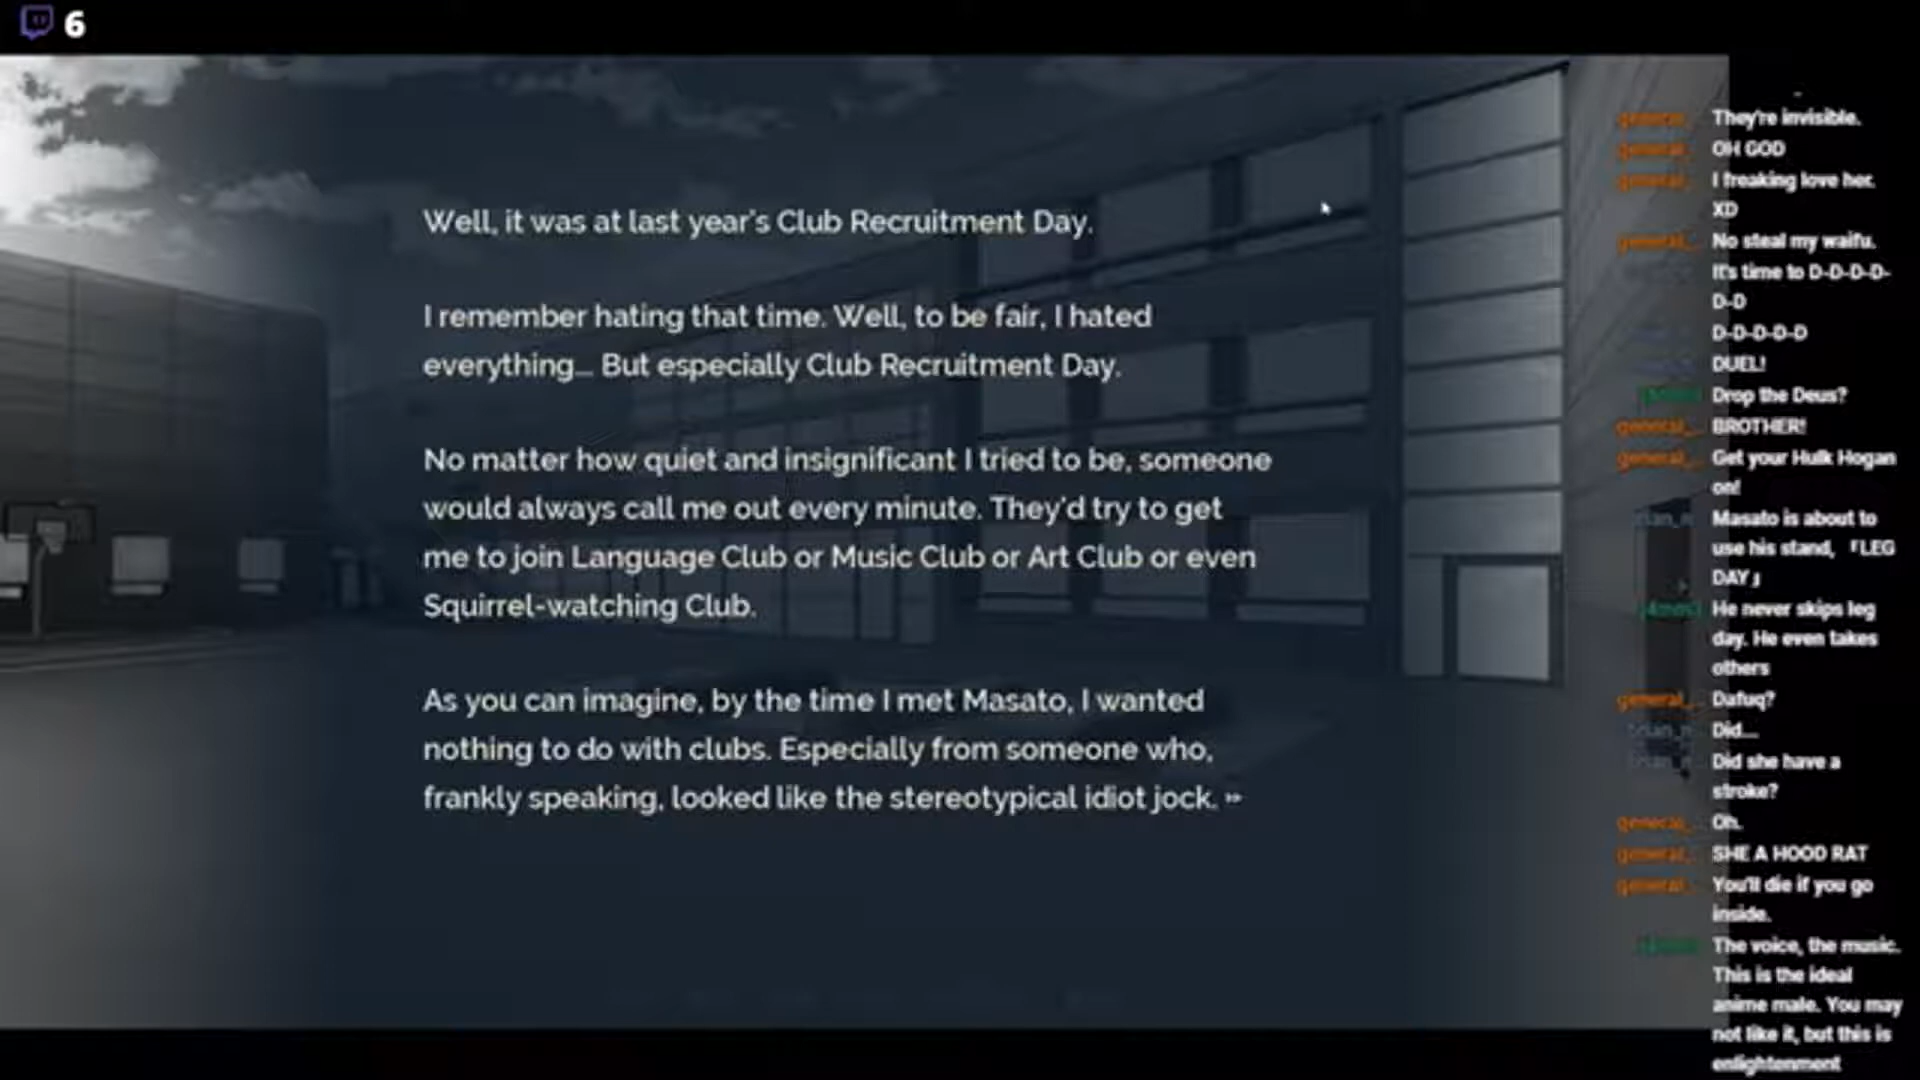 6
Well, it was at last year's Club Recruitment Day.
I remember hating that time. Well, to be fair, I hated
everything... But especially Club Recruitment Day.
No matter how quiet and insignificant I tried to be, someone
would always call me out every minute. They'd try to get
me to join Language Club or Music Club or Art Club or even
Squirrel-watching Club.
As you can imagine, by the time I met Masato, I wanted
nothing to do with clubs. Especially from someone who,
frankly speaking, looked like the stereotypical idiot jock. »
They're invisible.
OH GOD
I freaking love her.
XD
No steal my waifu.
It's time to D-D-D-D-
D-D
D-D-D-D-D
DUEL!
Drop the Deus?
BROTHER!
Get your Hulk Hogan
on!
Masato is about to
use his stand, 「LEG
DAY」
He never skips leg
day. He even takes
others
Dafuq?
Did...
Did she have a
stroke?
Oh.
SHE A HOOD RAT
You'll die if you go
inside.
The voice, the music.
This is the ideal
anime male. You may
not like it, but this is
enlightenment